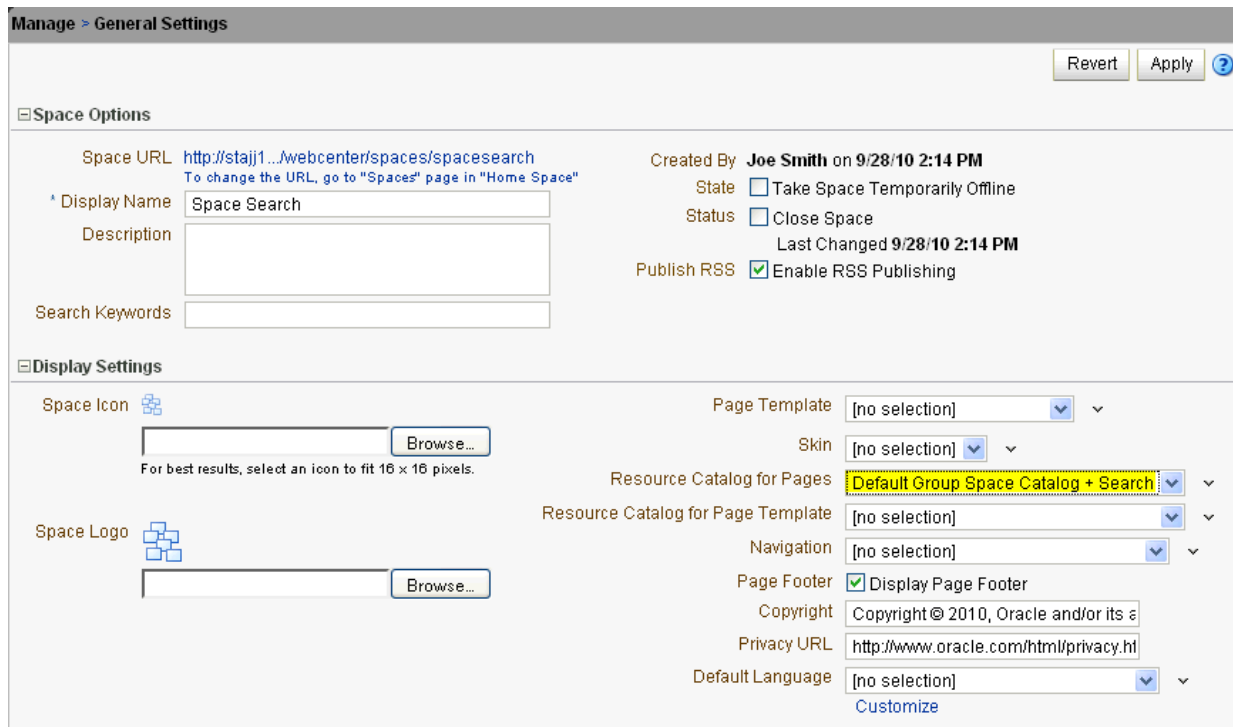 Manage > General Settings
Revert
Apply
?
Space Options
Space URL http://stajj1.../webcenter/spaces/spacesearch
To change the URL, go to "Spaces" page in "Home Space"
* Display Name Space Search
Description
Search Keywords
Created By Joe Smith on 9/28/10 2:14 PM
State Take Space Temporarily Offline
Status Close Space
Last Changed 9/28/10 2:14 PM
Publish RSS Enable RSS Publishing
Display Settings
Space Icon
Browse...
For best results, select an icon to fit 16 x 16 pixels.
Space Logo
Browse...
Page Template [no selection]
Skin [no selection]
Resource Catalog for Pages Default Group Space Catalog + Search
Resource Catalog for Page Template [no selection]
Navigation [no selection]
Page Footer Display Page Footer
Copyright Copyright © 2010, Oracle and/or its a
Privacy URL http://www.oracle.com/html/privacy.ht
Default Language [no selection]
Customize